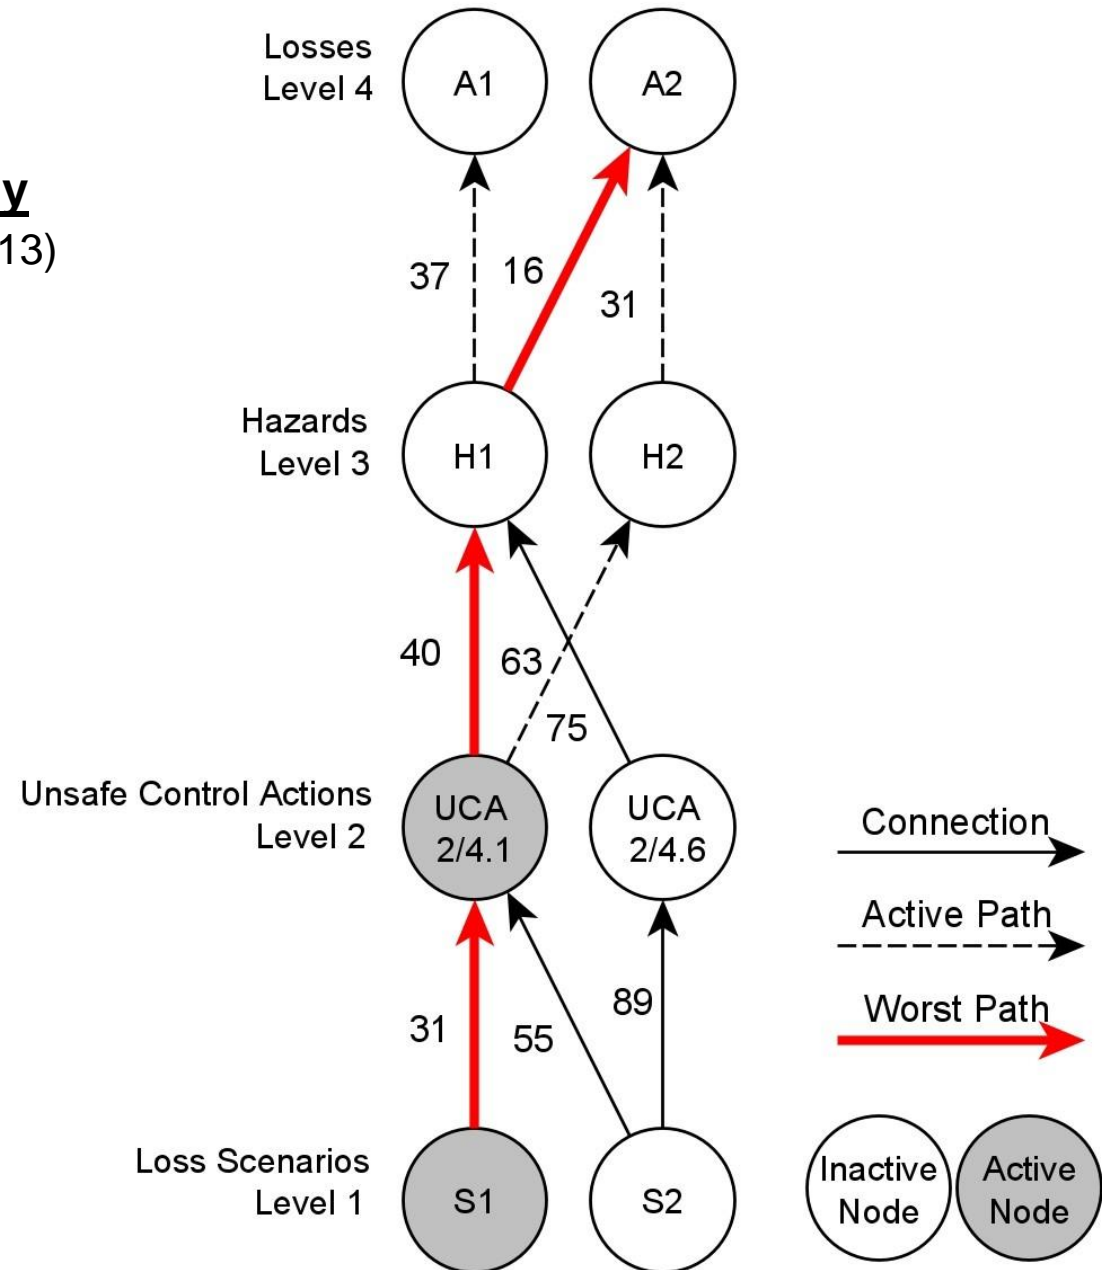 Losses
Level 4
A1
A2
y
13)
37
16
31
Hazards
Level 3
H1
H2
40
63
75
Unsafe Control Actions
Level 2
UCA
2/4.1
UCA
2/4.6
Connection
Active Path
Worst Path
31
55
89
Loss Scenarios
Level 1
S1
S2
Inactive
Node
Active
Node